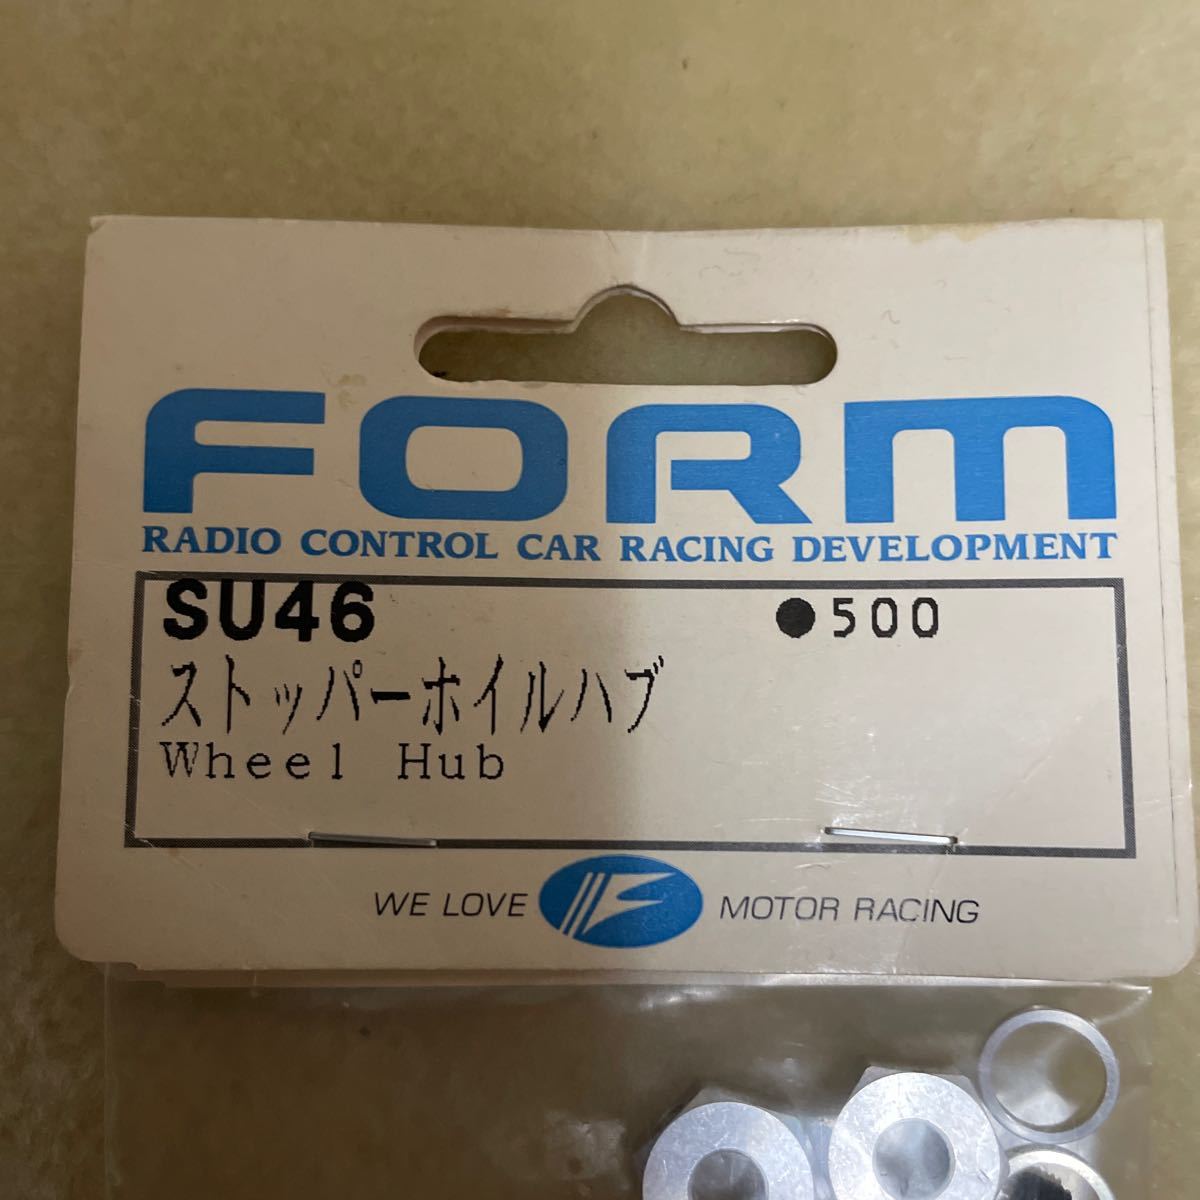 FORM
RADIO CONTROL CAR RACING DEVELOPMENT
SU46 ●500
ストッパーホイルハブ
Wheel Hub
WE LOVE F MOTOR RACING